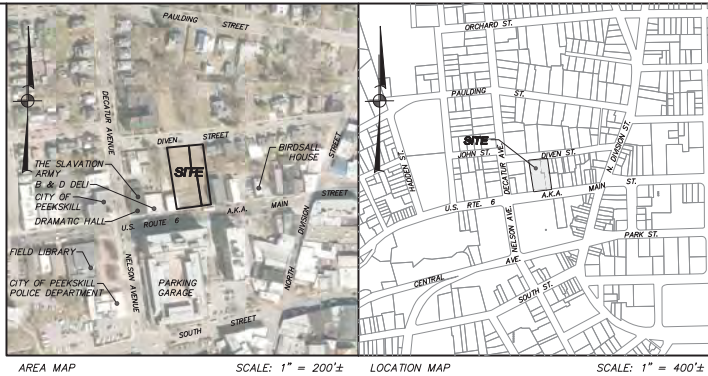 PAULDING STREET
DECATUR AVENUE
DIVEN STREET
BIRDSALL
HOUSE
SITE
THE SLAVATION
ARMY
B & D DELI
CITY OF
PEEKSKILL
DRAMATIC HALL
U.S. ROUTE 6 A.K.A. MAIN STREET
NORTH DIVISION STREET
FIELD LIBRARY
CITY OF PEEKSKILL
POLICE DEPARTMENT
NELSON AVENUE
PARKING
GARAGE
SOUTH STREET
AREA MAP SCALE: 1" = 200'±
ORCHARD ST.
PAULDING ST.
SITE
HADDEN ST.
JOHN ST.
DECATUR AVE.
DIVEN ST.
N. DIVISION ST.
U.S. RTE. 6 A.K.A. MAIN ST.
NELSON AVE.
PARK ST.
CENTRAL AVE.
SOUTH ST.
LOCATION MAP SCALE: 1" = 400'±